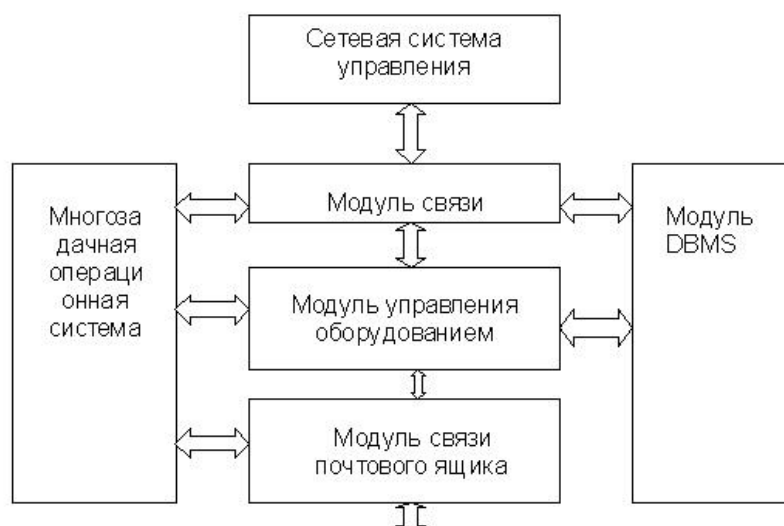 Сетевая система
управления
Модуль связи
Многоза
дачная
операци
онная
система
Модуль
DBMS
Модуль управления
оборудованием
Модуль связи
почтового ящика